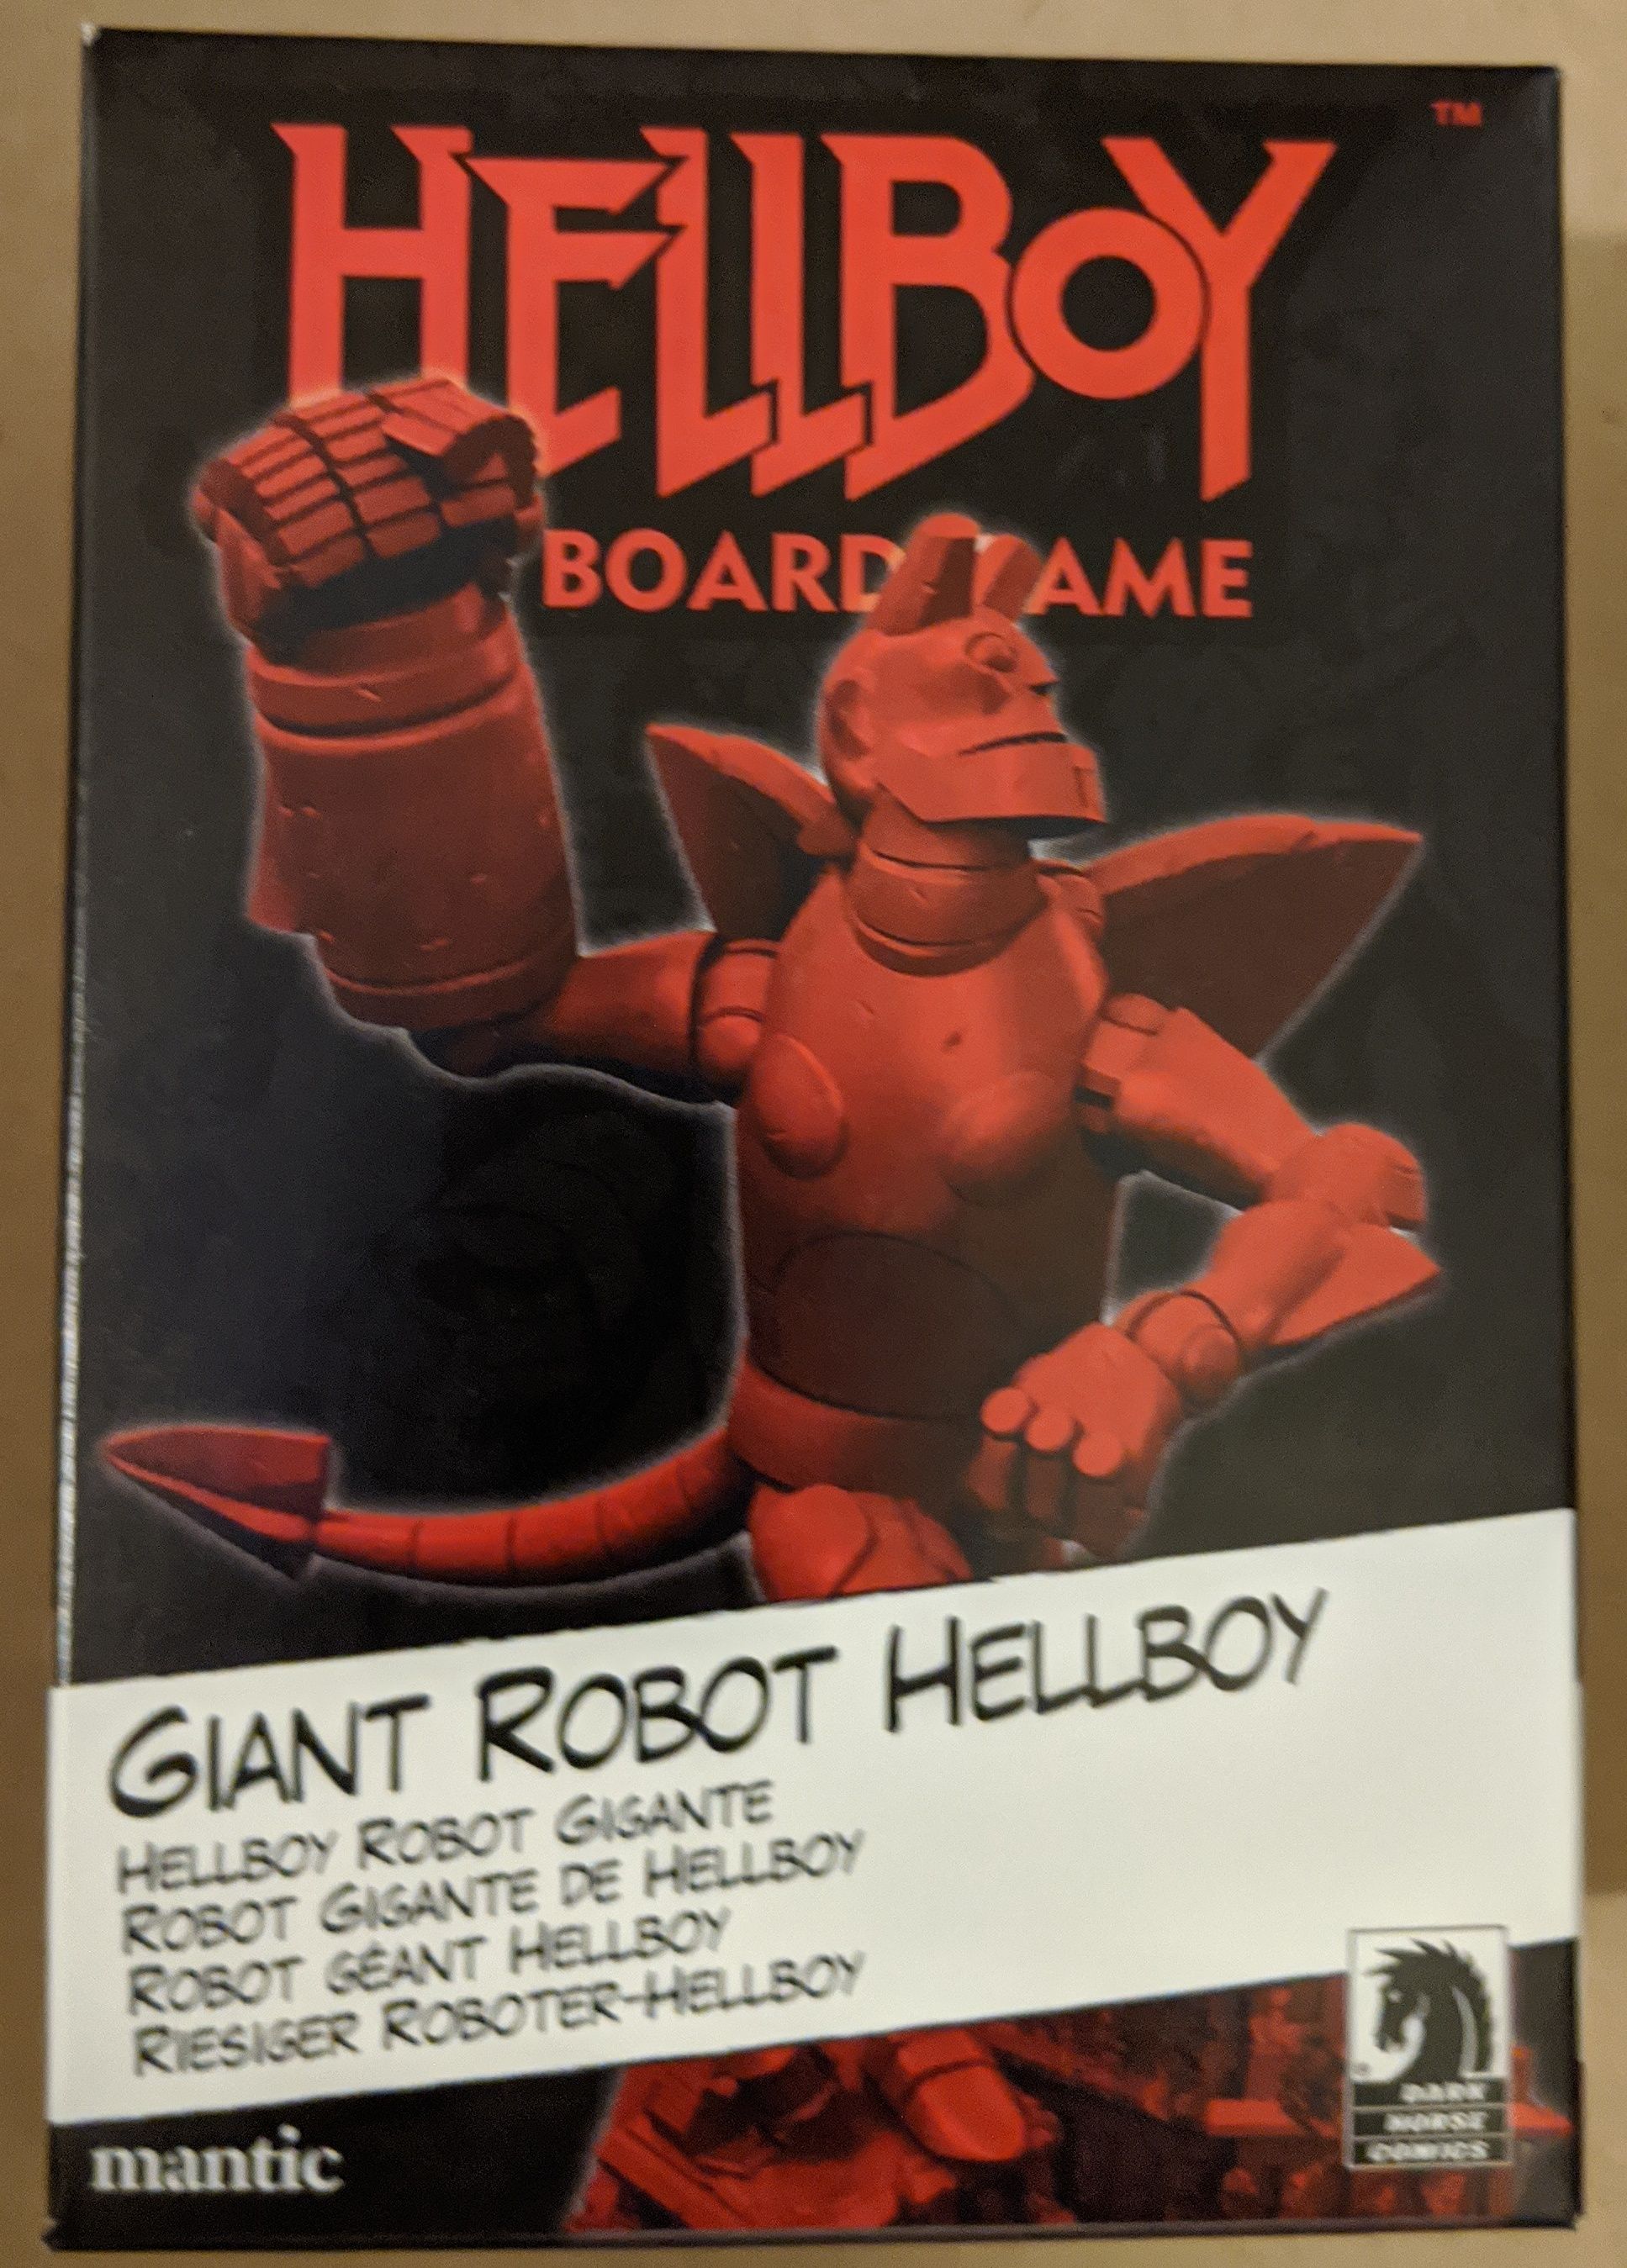 HELLBOY
TM
BOARD GAME
GIANT ROBOT HELLBOY
HELLBOY ROBOT GIGANTE
ROBOT GIGANTE DE HELLBOY
ROBOT GÉANT HELLBOY
RIESIGER ROBOTER-HELLBOY
mantic
DARK
HORSE
COMICS